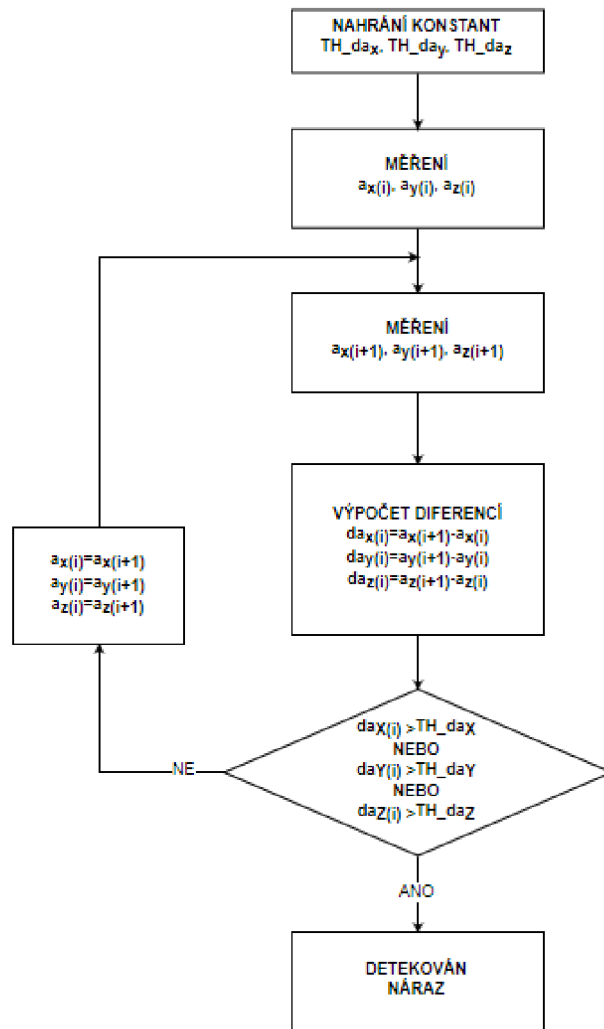 NAHRÁNÍ KONSTANT
TH_dax, TH_day, TH_daz
MĚŘENÍ
ax(i), ay(i), az(i)
MĚŘENÍ
ax(i+1), ay(i+1), az(i+1)
VÝPOČET DIFERENCÍ
dax(i)=ax(i+1)-ax(i)
day(i)=ay(i+1)-ay(i)
daz(i)=az(i+1)-az(i)
ax(i)=ax(i+1)
ay(i)=ay(i+1)
az(i)=az(i+1)
daX(i) >TH_daX
NEBO
daY(i) >TH_daY
NEBO
daZ(i) >TH_daZ
NE
ANO
DETEKOVÁN
NÁRAZ